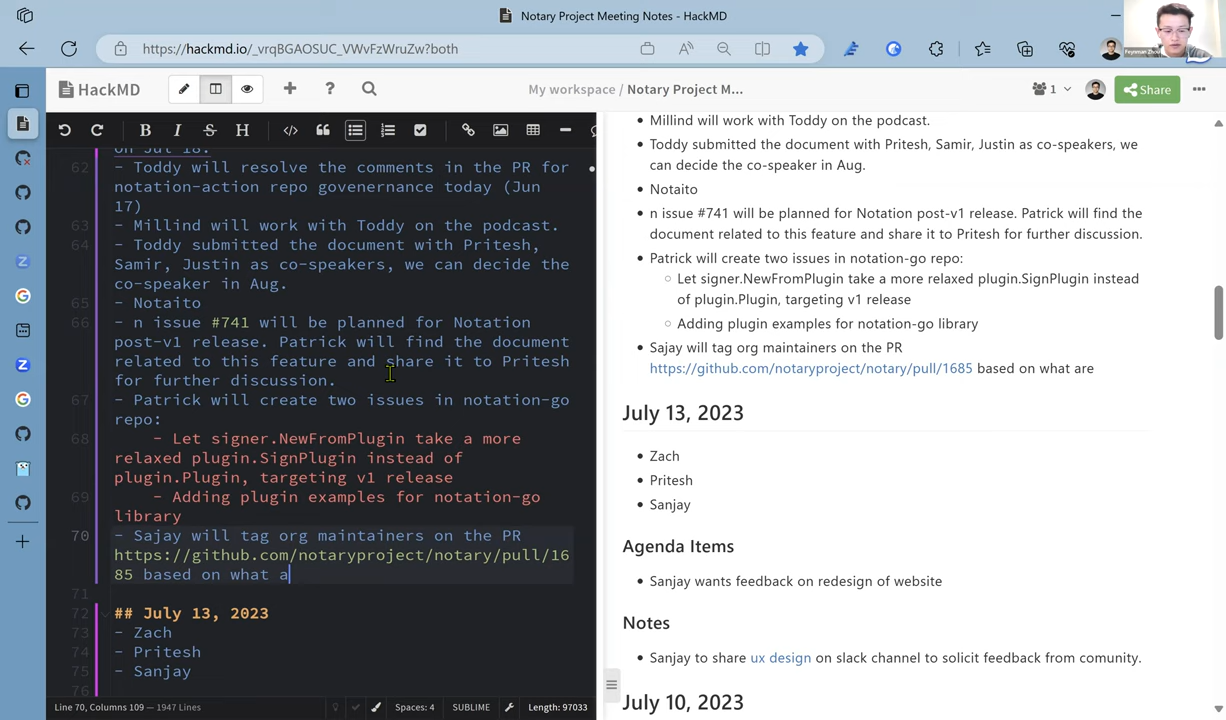 Notary Project Meeting Notes - HackMD
https://hackmd.io/_vrqBGAOSUC_VWvFzWruZw?both
HackMD
My workspace / Notary Project M...
1
Share
on Jul 18.
62 - Toddy will resolve the comments in the PR for
notation-action repo govenernance today (Jun
17)
63 - Millind will work with Toddy on the podcast.
64 - Toddy submitted the document with Pritesh,
Samir, Justin as co-speakers, we can decide the
co-speaker in Aug.
65 - Notaito
66 - n issue #741 will be planned for Notation
post-v1 release. Patrick will find the document
related to this feature and share it to Pritesh
for further discussion.
67 - Patrick will create two issues in notation-go
repo:
68 - Let signer.NewFromPlugin take a more
relaxed plugin.SignPlugin instead of
plugin.Plugin, targeting v1 release
69 - Adding plugin examples for notation-go
library
70 - Sajay will tag org maintainers on the PR
https://github.com/notaryproject/notary/pull/16
85 based on what a
71
72 ## July 13, 2023
73 - Zach
74 - Pritesh
75 - Sanjay
76
Line 70, Columns 109 — 1947 Lines
Spaces: 4
SUBLIME
Length: 97033
Millind will work with Toddy on the podcast.
Toddy submitted the document with Pritesh, Samir, Justin as co-speakers, we
can decide the co-speaker in Aug.
Notaito
n issue #741 will be planned for Notation post-v1 release. Patrick will find the
document related to this feature and share it to Pritesh for further discussion.
Patrick will create two issues in notation-go repo:
Let signer.NewFromPlugin take a more relaxed plugin.SignPlugin instead
of plugin.Plugin, targeting v1 release
Adding plugin examples for notation-go library
Sajay will tag org maintainers on the PR
https://github.com/notaryproject/notary/pull/1685 based on what are
July 13, 2023
Zach
Pritesh
Sanjay
Agenda Items
Sanjay wants feedback on redesign of website
Notes
Sanjay to share ux design on slack channel to solicit feedback from comunity.
July 10, 2023